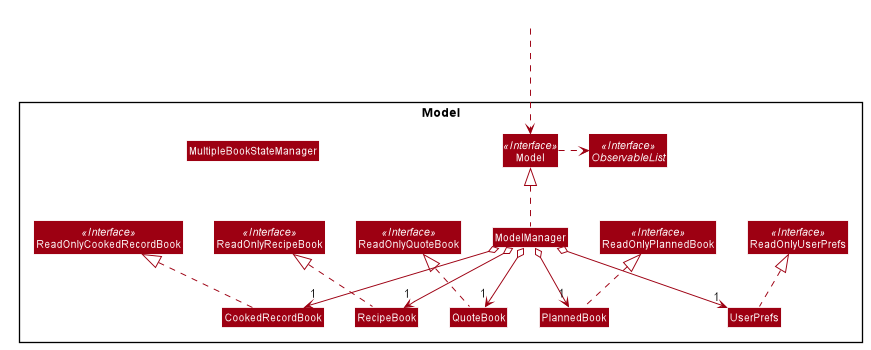 Model
MultipleBookStateManager
«Interface»
Model
«Interface»
ObservableList
«Interface»
ReadOnlyCookedRecordBook
«Interface»
ReadOnlyRecipeBook
«Interface»
ReadOnlyQuoteBook
ModelManager
«Interface»
ReadOnlyPlannedBook
«Interface»
ReadOnlyUserPrefs
1
1
1
1
1
CookedRecordBook
RecipeBook
QuoteBook
PlannedBook
UserPrefs